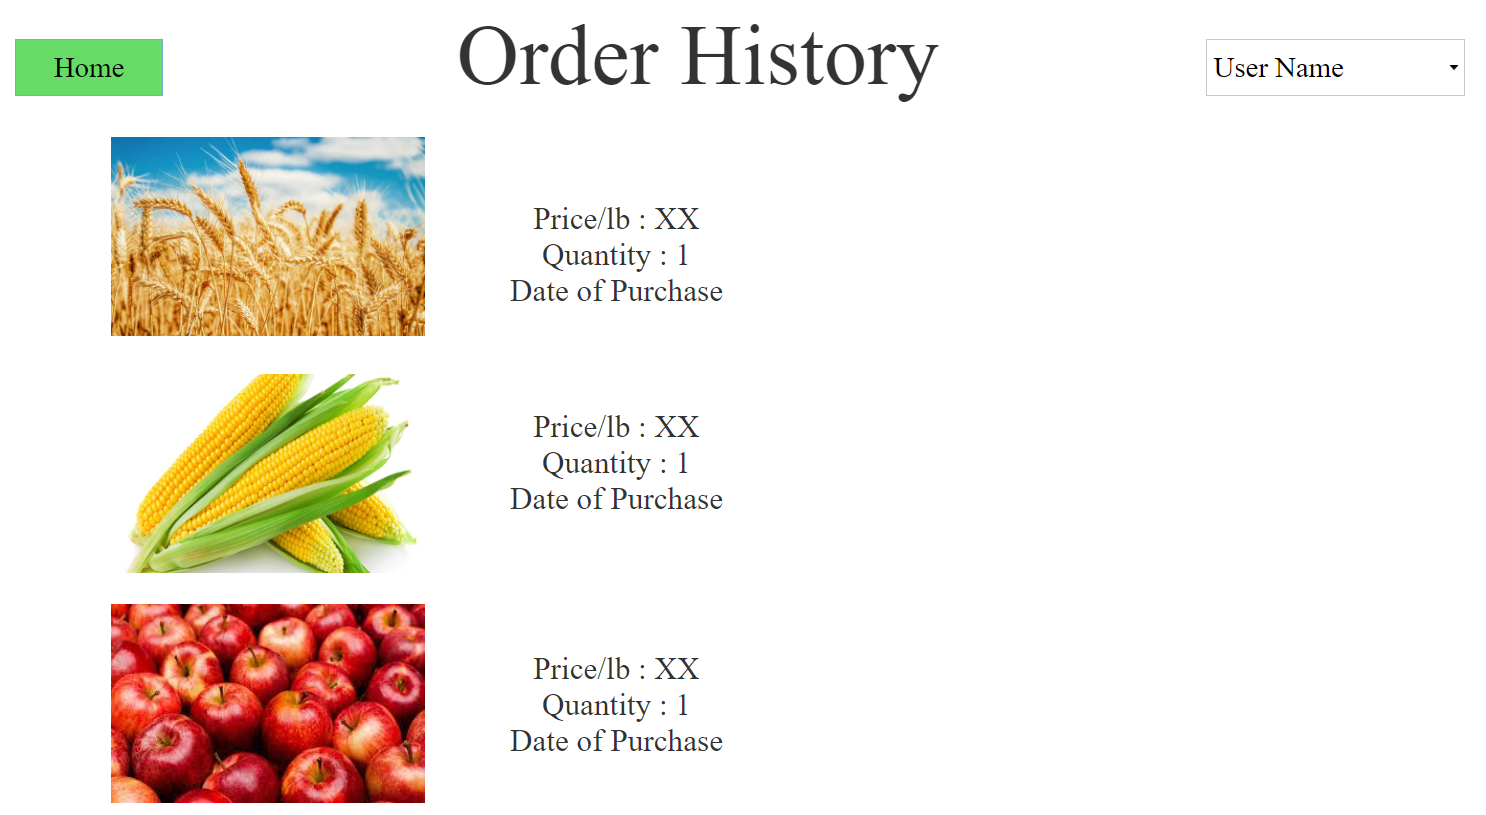 Home
Order History
User Name
Price/lb : XX
Quantity : 1
Date of Purchase
Price/lb : XX
Quantity : 1
Date of Purchase
Price/lb : XX
Quantity : 1
Date of Purchase